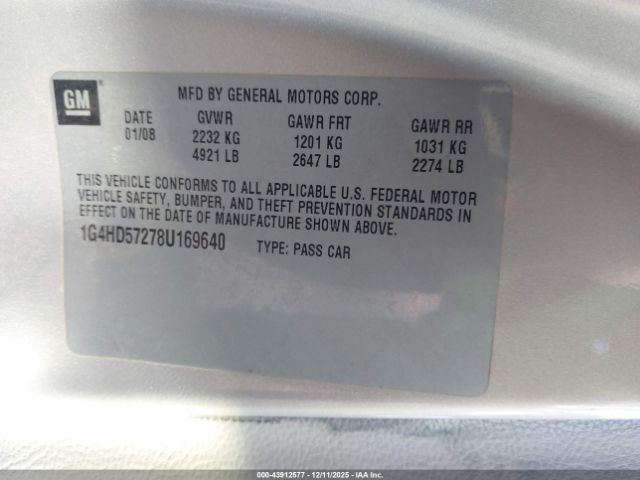 GM
MFD BY GENERAL MOTORS CORP.
DATE GVWR GAWR FRT GAWR RR
01/08 2232 KG 1201 KG 1031 KG
4921 LB 2647 LB 2274 LB
THIS VEHICLE CONFORMS TO ALL APPLICABLE U.S. FEDERAL MOTOR
VEHICLE SAFETY, BUMPER, AND THEFT PREVENTION STANDARDS IN
EFFECT ON THE DATE OF MANUFACTURE SHOWN ABOVE.
1G4HD57278U169640 TYPE: PASS CAR
00-43912577 - 12/11/2025 - IAA Inc.